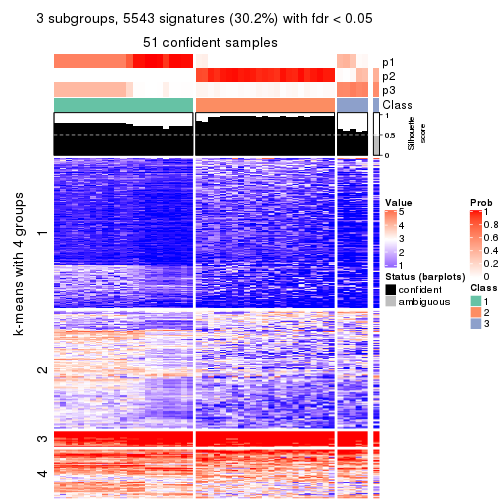 3 subgroups, 5543 signatures (30.2%) with fdr < 0.05
51 confident samples
p1
p2
p3
Class
1
0.5
0
Silhouette
score
k-means with 4 groups
1
2
3
4
Value
5
4
3
2
1
Status (barplots)
confident
ambiguous
Prob
1
0.8
0.6
0.4
0.2
0
Class
1
2
3